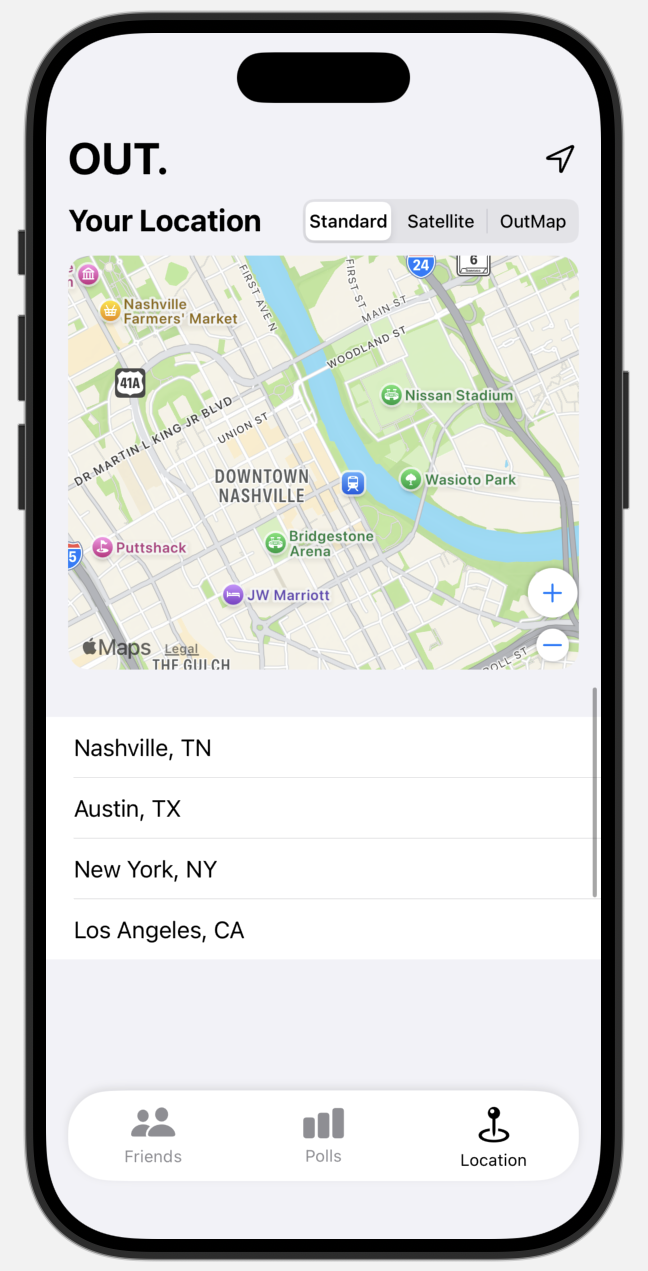 OUT.
Your Location
Standard
Satellite
OutMap
24
6
FIRST AVE N
FIRST ST
MAIN ST
Nashville
Farmers' Market
WOODLAND ST
41A
Nissan Stadium
DR MARTIN L KING JR BLVD
UNION ST
DOWNTOWN
NASHVILLE
Wasioto Park
Bridgestone
Arena
Puttshack
5
JW Marriott
Maps
Legal
THE GULCH
Nashville, TN
Austin, TX
New York, NY
Los Angeles, CA
Friends
Polls
Location